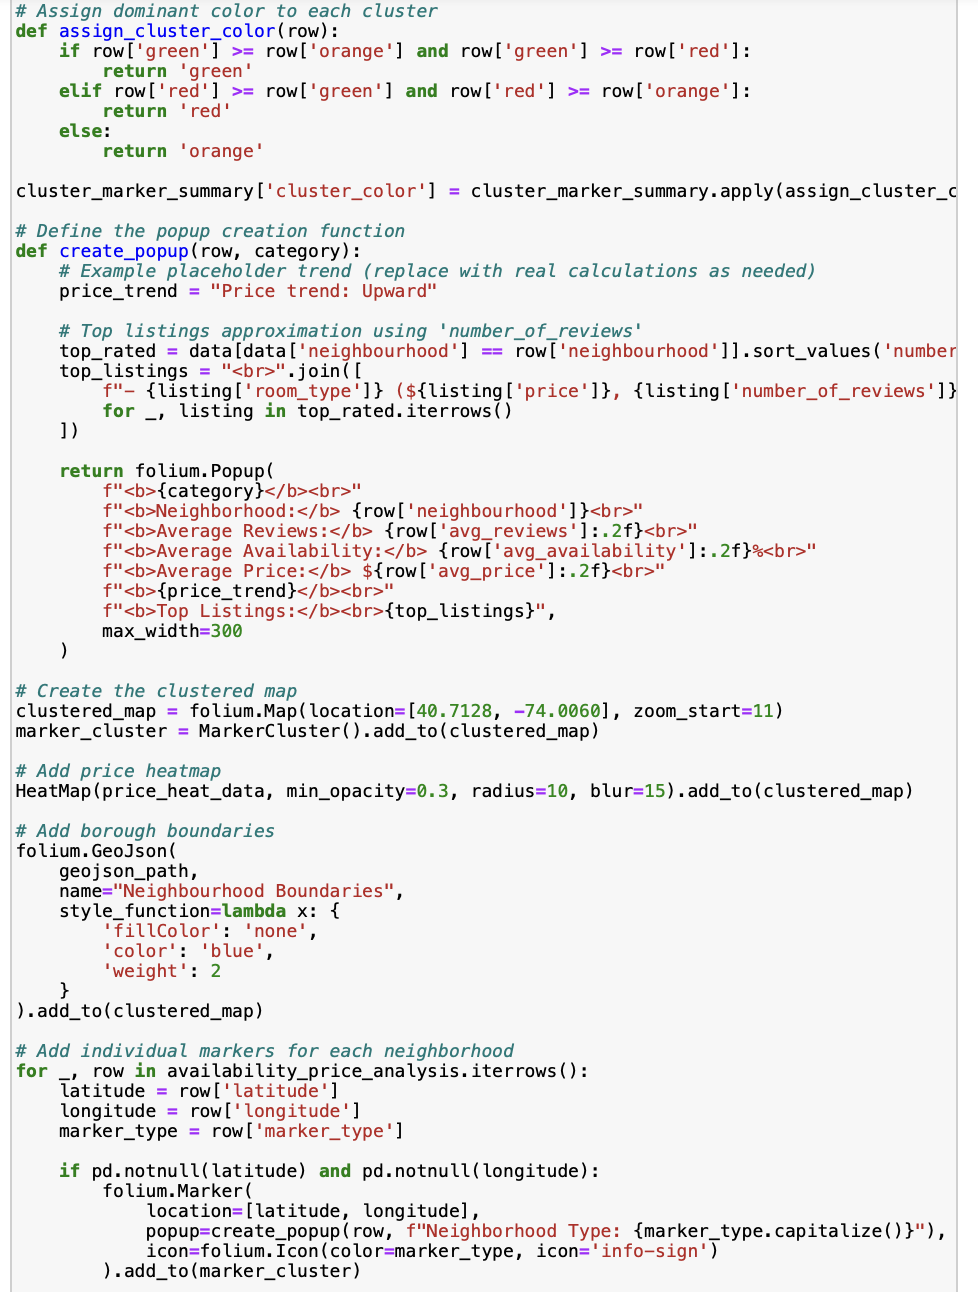 # Assign dominant color to each cluster
def assign_cluster_color(row):
    if row['green'] >= row['orange'] and row['green'] >= row['red']:
        return 'green'
    elif row['red'] >= row['green'] and row['red'] >= row['orange']:
        return 'red'
    else:
        return 'orange'

cluster_marker_summary['cluster_color'] = cluster_marker_summary.apply(assign_cluster_c

# Define the popup creation function
def create_popup(row, category):
    # Example placeholder trend (replace with real calculations as needed)
    price_trend = "Price trend: Upward"

    # Top listings approximation using 'number_of_reviews'
    top_rated = data[data['neighbourhood'] == row['neighbourhood']].sort_values('number
    top_listings = "<br>".join([
        f"– {listing['room_type']} (${listing['price']}, {listing['number_of_reviews']}
        for _, listing in top_rated.iterrows()
    ])

    return folium.Popup(
        f"<b>{category}</b><br>"
        f"<b>Neighborhood:</b> {row['neighbourhood']}<br>"
        f"<b>Average Reviews:</b> {row['avg_reviews']:.2f}<br>"
        f"<b>Average Availability:</b> {row['avg_availability']:.2f}%<br>"
        f"<b>Average Price:</b> ${row['avg_price']:.2f}<br>"
        f"<b>{price_trend}</b><br>"
        f"<b>Top Listings:</b><br>{top_listings}",
        max_width=300
    )

# Create the clustered map
clustered_map = folium.Map(location=[40.7128, -74.0060], zoom_start=11)
marker_cluster = MarkerCluster().add_to(clustered_map)

# Add price heatmap
HeatMap(price_heat_data, min_opacity=0.3, radius=10, blur=15).add_to(clustered_map)

# Add borough boundaries
folium.GeoJson(
    geojson_path,
    name="Neighbourhood Boundaries",
    style_function=lambda x: {
        'fillColor': 'none',
        'color': 'blue',
        'weight': 2
    }
).add_to(clustered_map)

# Add individual markers for each neighborhood
for _, row in availability_price_analysis.iterrows():
    latitude = row['latitude']
    longitude = row['longitude']
    marker_type = row['marker_type']

    if pd.notnull(latitude) and pd.notnull(longitude):
        folium.Marker(
            location=[latitude, longitude],
            popup=create_popup(row, f"Neighborhood Type: {marker_type.capitalize()}"),
            icon=folium.Icon(color=marker_type, icon='info-sign')
        ).add_to(marker_cluster)